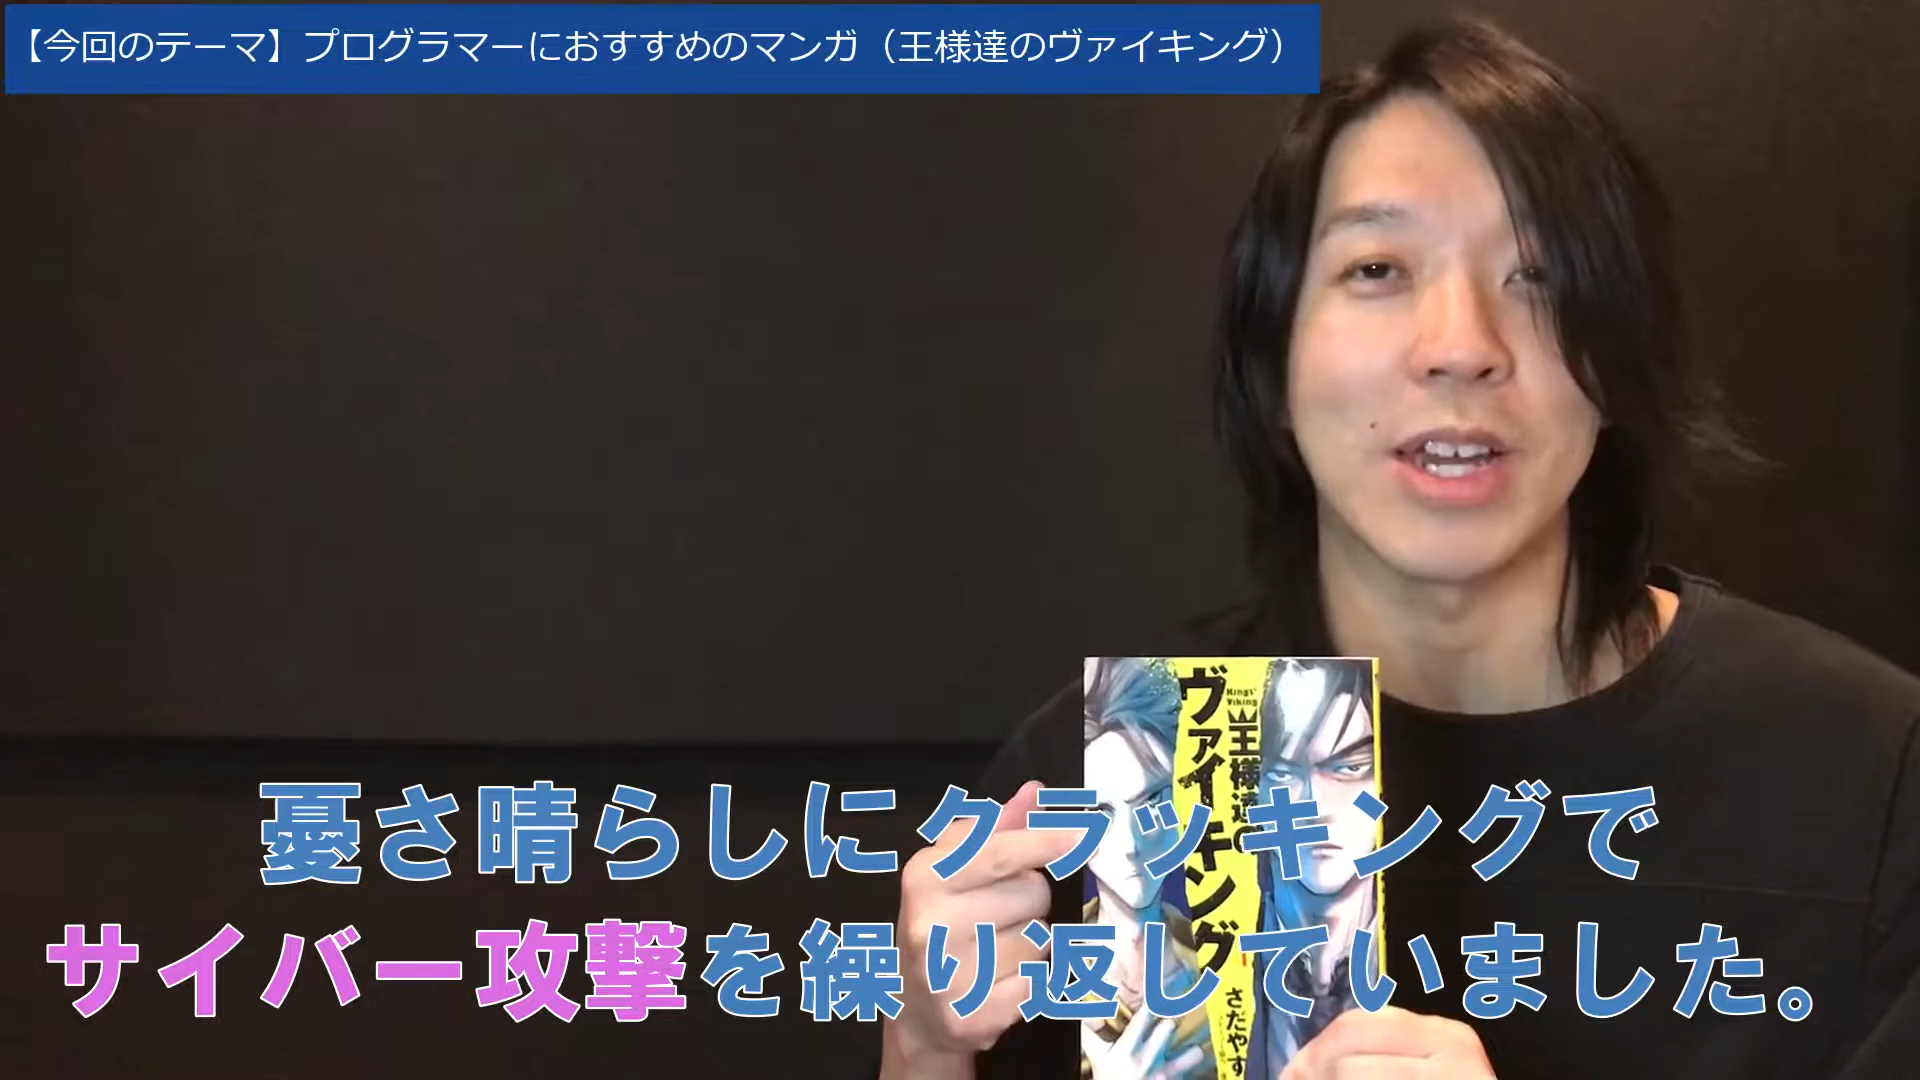 【今回のテーマ】プログラマーにおすすめのマンガ（王様達のヴァイキング）
Kings' Viking
王様達の
ヴァイキング
さだやす
憂さ晴らしにクラッキングで
サイバー攻撃を繰り返していました。